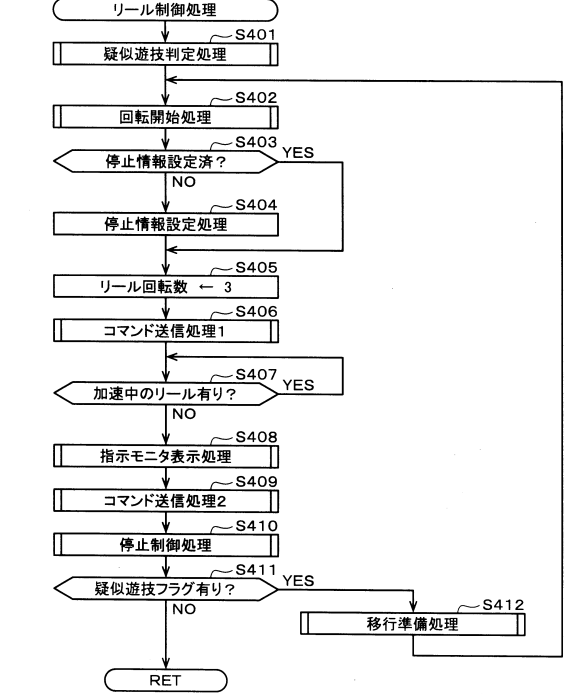 リール制御処理
S401
疑似遊技判定処理
S402
回転開始処理
S403
停止情報設定済？
YES
NO
S404
停止情報設定処理
S405
リール回転数 ← 3
S406
コマンド送信処理1
S407
加速中のリール有り？
YES
NO
S408
指示モニタ表示処理
S409
コマンド送信処理2
S410
停止制御処理
S411
疑似遊技フラグ有り？
YES
NO
S412
移行準備処理
RET